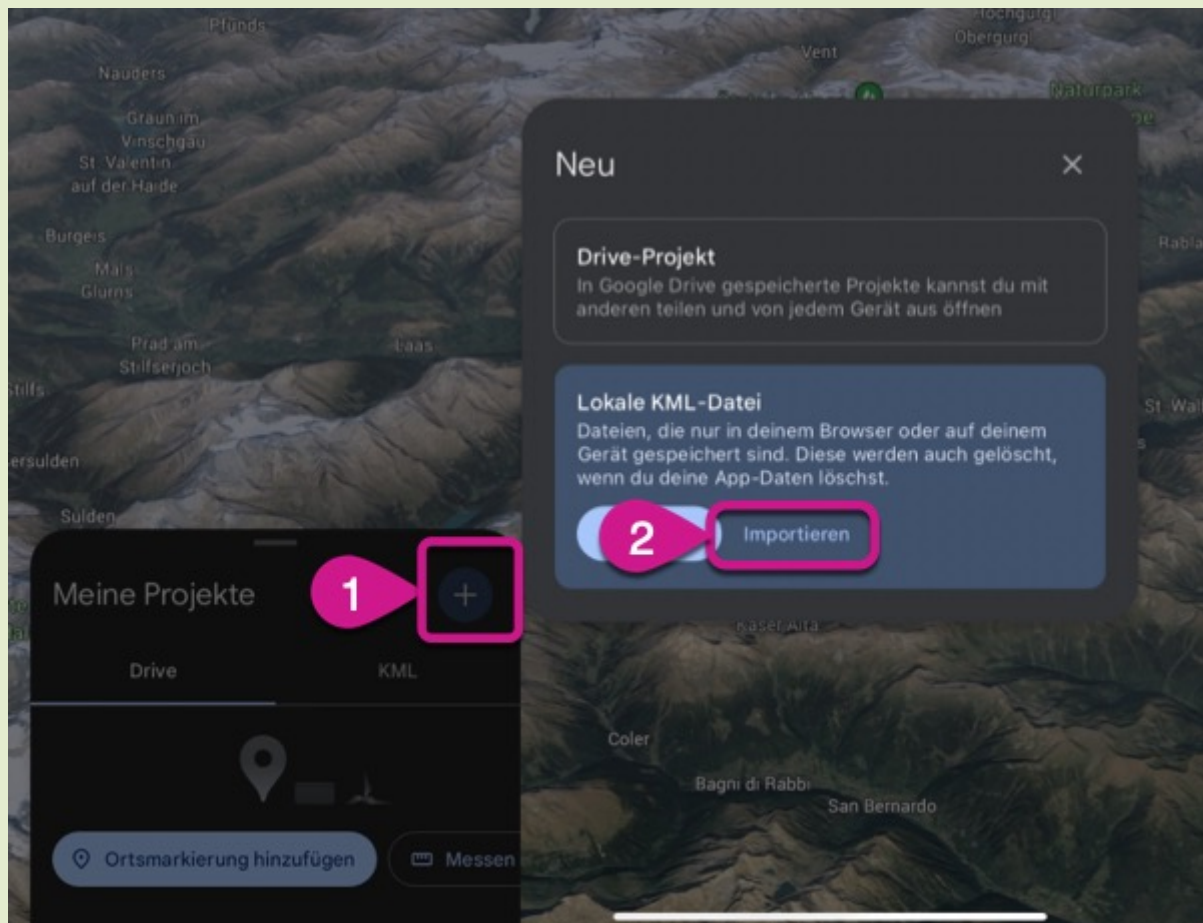 Pfunds
Tochgurgl
Obergurgl
Vent
Nauders
Naturpark
Graun im
Vinschgau
St. Valentin
auf der Haide
Neu
Burgeis
Mals
Glurns
Drive-Projekt
In Google Drive gespeicherte Projekte kannst du mit
anderen teilen und von jedem Gerät aus öffnen
Prad am
Stilfserjoch
Laas
Stilfs
Lokale KML-Datei
Dateien, die nur in deinem Browser oder auf deinem
Gerät gespeichert sind. Diese werden auch gelöscht,
wenn du deine App-Daten löschst.
Sulden
2
Importieren
Meine Projekte
1
+
Kaser Alta
Drive
KML
Coler
Bagni di Rabbi
San Bernardo
Ortsmarkierung hinzufügen
Messen